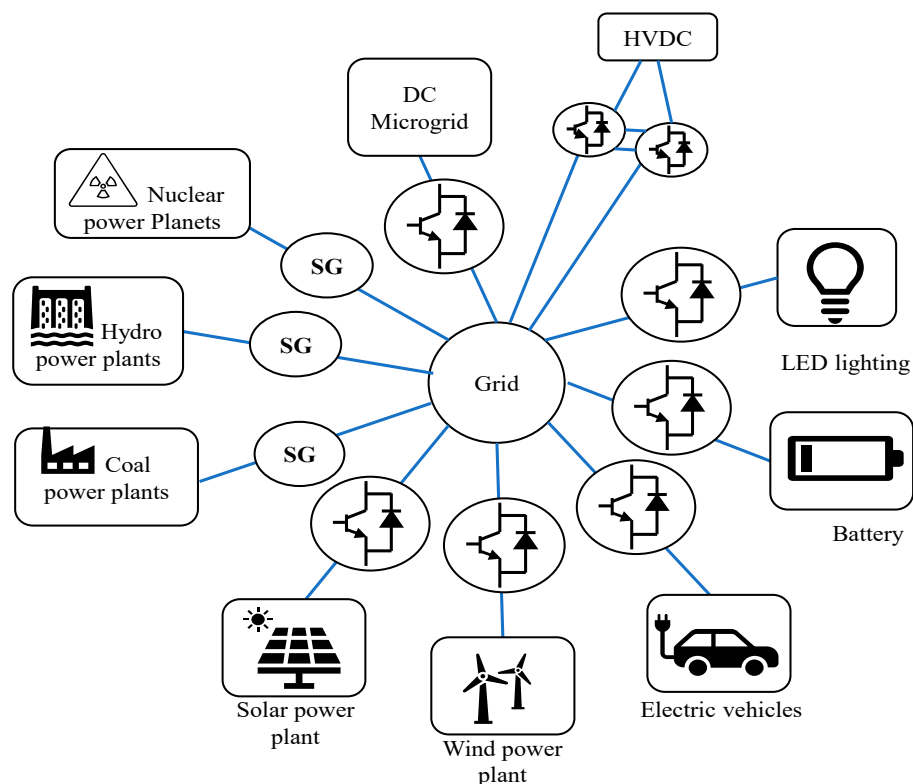 HVDC
DC
Microgrid
Nuclear
power Planets
SG
Hydro
power plants
SG
Grid
LED lighting
Coal
power plants
SG
Battery
Solar power
plant
Wind power
plant
Electric vehicles